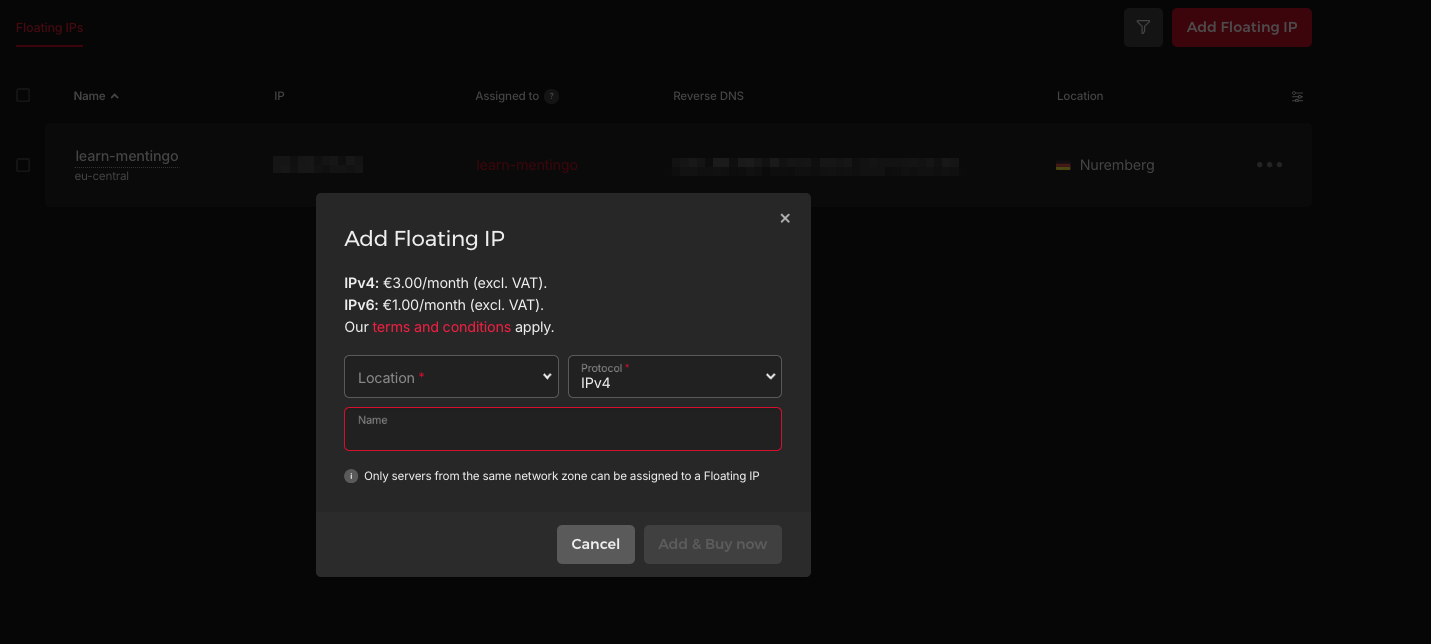 Floating IPs
Add Floating IP
Name IP Assigned to ? Reverse DNS Location
learn-mentingo
eu-central
learn-mentingo
Nuremberg
Add Floating IP
IPv4: €3.00/month (excl. VAT).
IPv6: €1.00/month (excl. VAT).
Our terms and conditions apply.
Location *
Protocol *
IPv4
Name
Only servers from the same network zone can be assigned to a Floating IP
Cancel
Add & Buy now